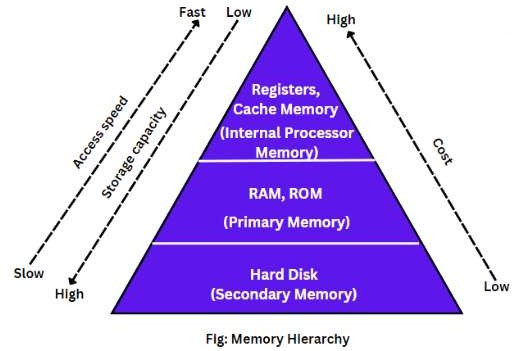 Fast
Low
High
Registers,
Cache Memory
(Internal Processor
Memory)
Access speed
Storage capacity
Cost
RAM, ROM
(Primary Memory)
Slow
High
Hard Disk
(Secondary Memory)
Low
FIg: Memory HIerarchy